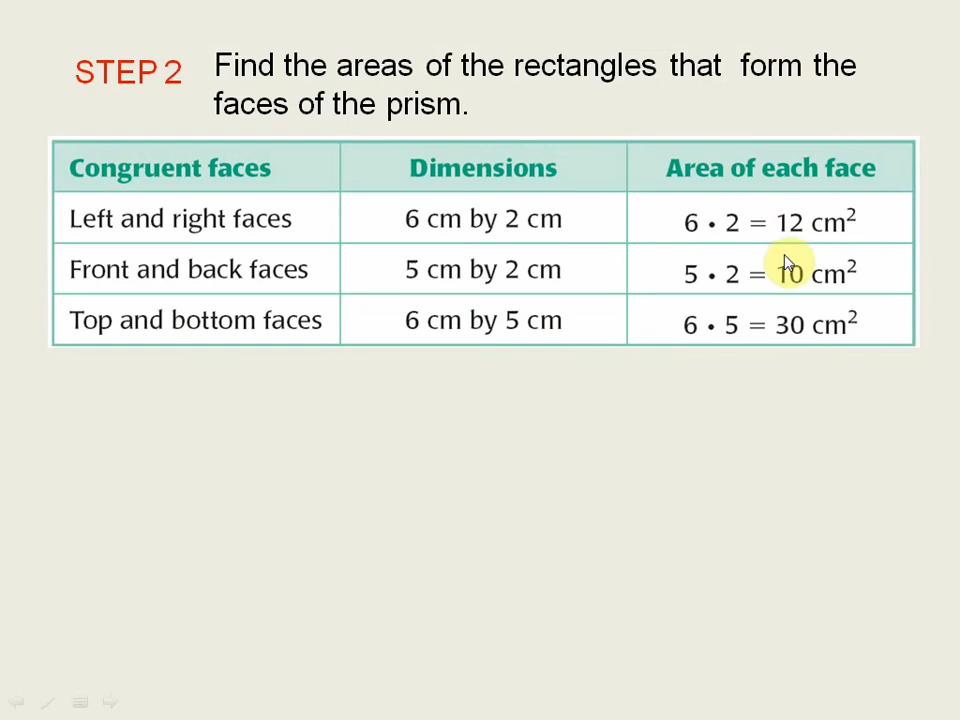 STEP 2
Find the areas of the rectangles that form the
faces of the prism.
Congruent faces Dimensions Area of each face
Left and right faces 6 cm by 2 cm 6 • 2 = 12 cm²
Front and back faces 5 cm by 2 cm 5 • 2 = 10 cm²
Top and bottom faces 6 cm by 5 cm 6 • 5 = 30 cm²